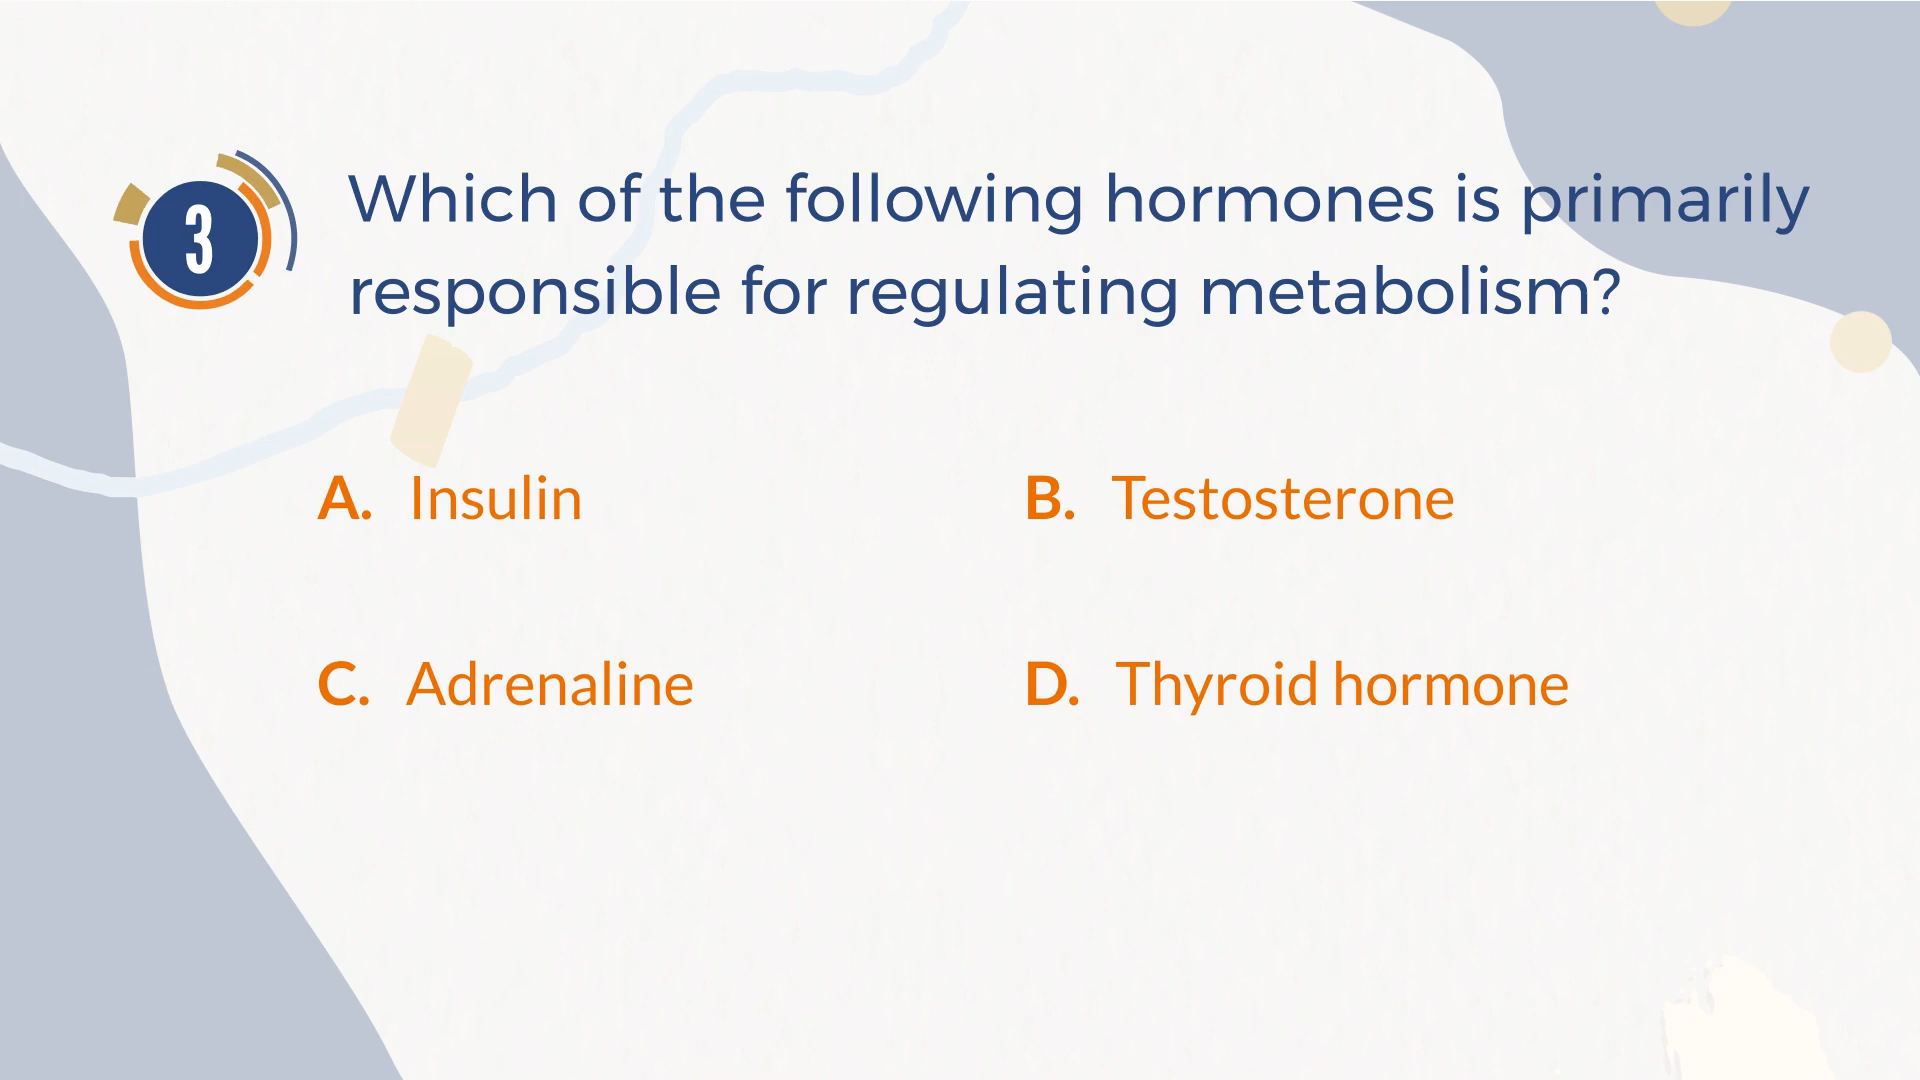 3
Which of the following hormones is primarily
responsible for regulating metabolism?
A. Insulin
B. Testosterone
C. Adrenaline
D. Thyroid hormone